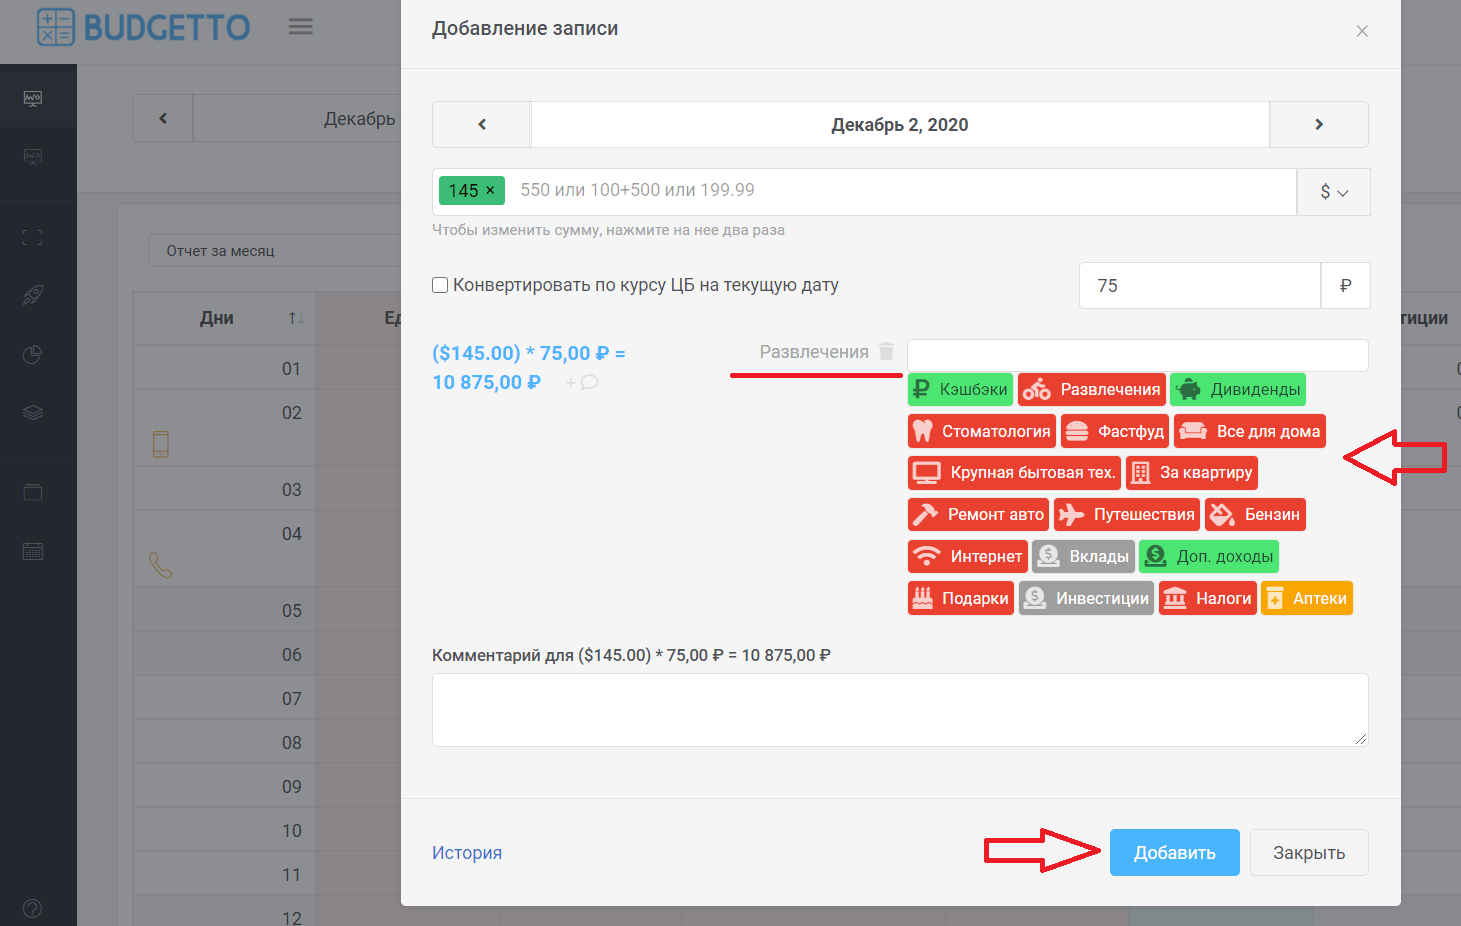 BUDGETTO
Добавление записи
×
Декабрь
Декабрь 2, 2020
145 × 550 или 100+500 или 199.99 $
Чтобы изменить сумму, нажмите на нее два раза
Отчет за месяц
Конвертировать по курсу ЦБ на текущую дату 75 ₽
Дни
($145.00) * 75,00 ₽ =
10 875,00 ₽ +
Развлечения
Кэшбэки Развлечения Дивиденды
Стоматология Фастфуд Все для дома
Крупная бытовая тех. За квартиру
Ремонт авто Путешествия Бензин
Интернет Вклады Доп. доходы
Подарки Инвестиции Налоги Аптеки
Комментарий для ($145.00) * 75,00 ₽ = 10 875,00 ₽
История Добавить Закрыть
01
02
03
04
05
06
07
08
09
10
11
12